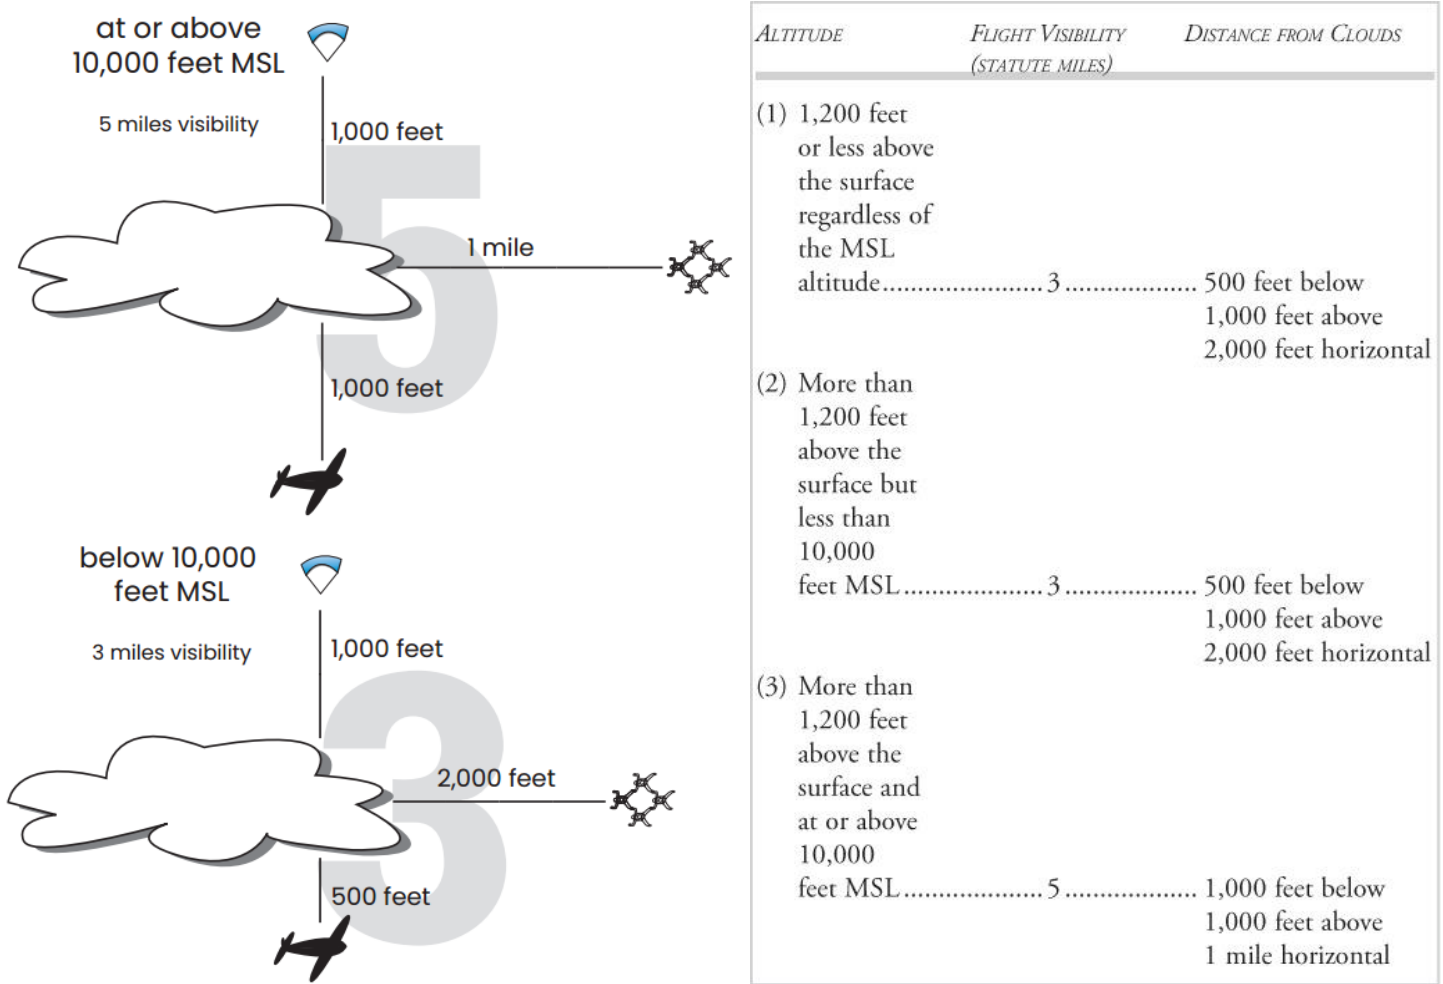 at or above
10,000 feet MSL
5 miles visibility
1,000 feet
5
1 mile
1,000 feet
below 10,000
feet MSL
3 miles visibility
1,000 feet
3
2,000 feet
500 feet
ALTITUDE FLIGHT VISIBILITY DISTANCE FROM CLOUDS
(STATUTE MILES)
(1) 1,200 feet
or less above
the surface
regardless of
the MSL
altitude...................... 3 .................. 500 feet below
1,000 feet above
2,000 feet horizontal
(2) More than
1,200 feet
above the
surface but
less than
10,000
feet MSL................... 3 .................. 500 feet below
1,000 feet above
2,000 feet horizontal
(3) More than
1,200 feet
above the
surface and
at or above
10,000
feet MSL................... 5 .................. 1,000 feet below
1,000 feet above
1 mile horizontal